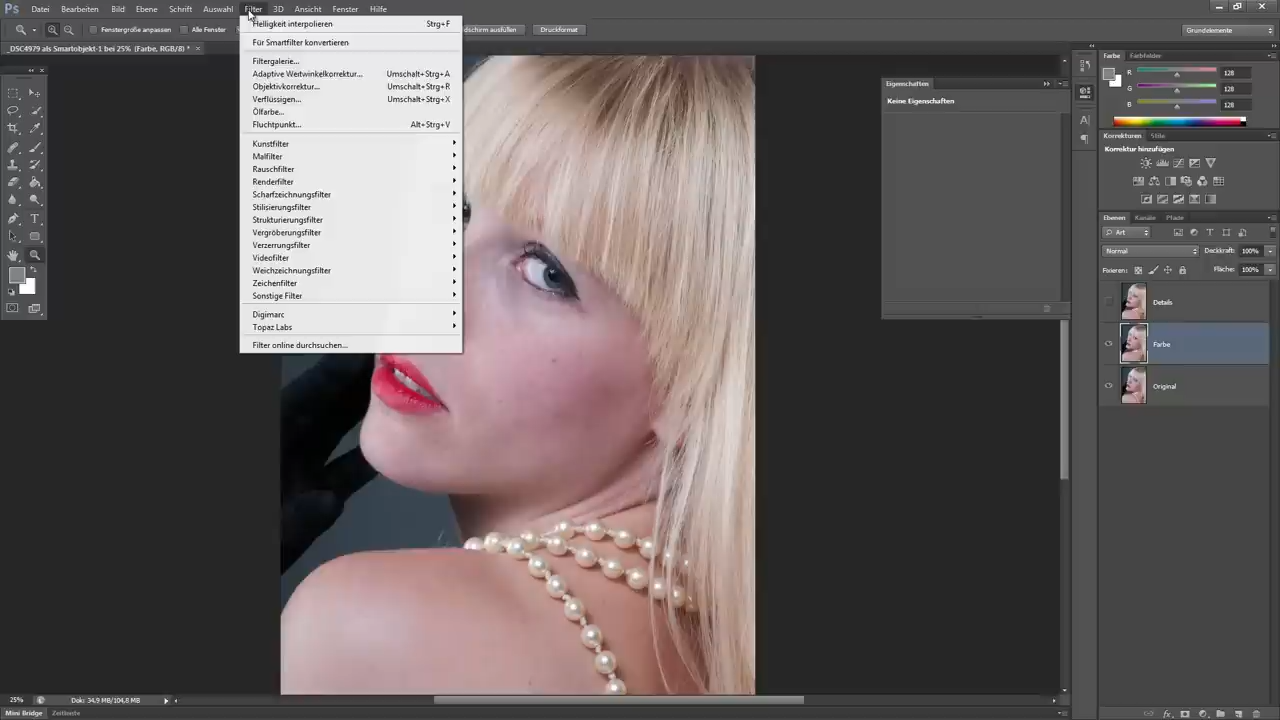 Ps Datei Bearbeiten Bild Ebene Schrift Auswahl Filter 3D Ansicht Fenster Hilfe
Fenstergröße anpassen Alle Fenster dschirm ausfüllen Druckformat Grundelemente
_DSC4979 als Smartobjekt-1 bei 25% (Farbe, RGB/8) * ×
Helligkeit interpolieren Strg+F
Für Smartfilter konvertieren
Filtergalerie...
Adaptive Weitwinkelkorrektur... Umschalt+Strg+A
Objektivkorrektur... Umschalt+Strg+R
Verflüssigen... Umschalt+Strg+X
Ölfarbe...
Fluchtpunkt... Alt+Strg+V
Kunstfilter
Malfilter
Rauschfilter
Renderfilter
Scharfzeichnungsfilter
Stilisierungsfilter
Strukturierungsfilter
Vergröberungsfilter
Verzerrungsfilter
Videofilter
Weichzeichnungsfilter
Zeichenfilter
Sonstige Filter
Digimarc
Topaz Labs
Filter online durchsuchen...
Eigenschaften
Keine Eigenschaften
Farbe Farbfelder
R 128
G 128
B 128
Korrekturen Stile
Korrektur hinzufügen
Ebenen Kanäle Pfade
Art
Normal Deckkraft: 100%
Fixieren: Fläche: 100%
Details
Farbe
Original
25% Dok: 34,9 MB/104,8 MB
Mini Bridge Zeitleiste